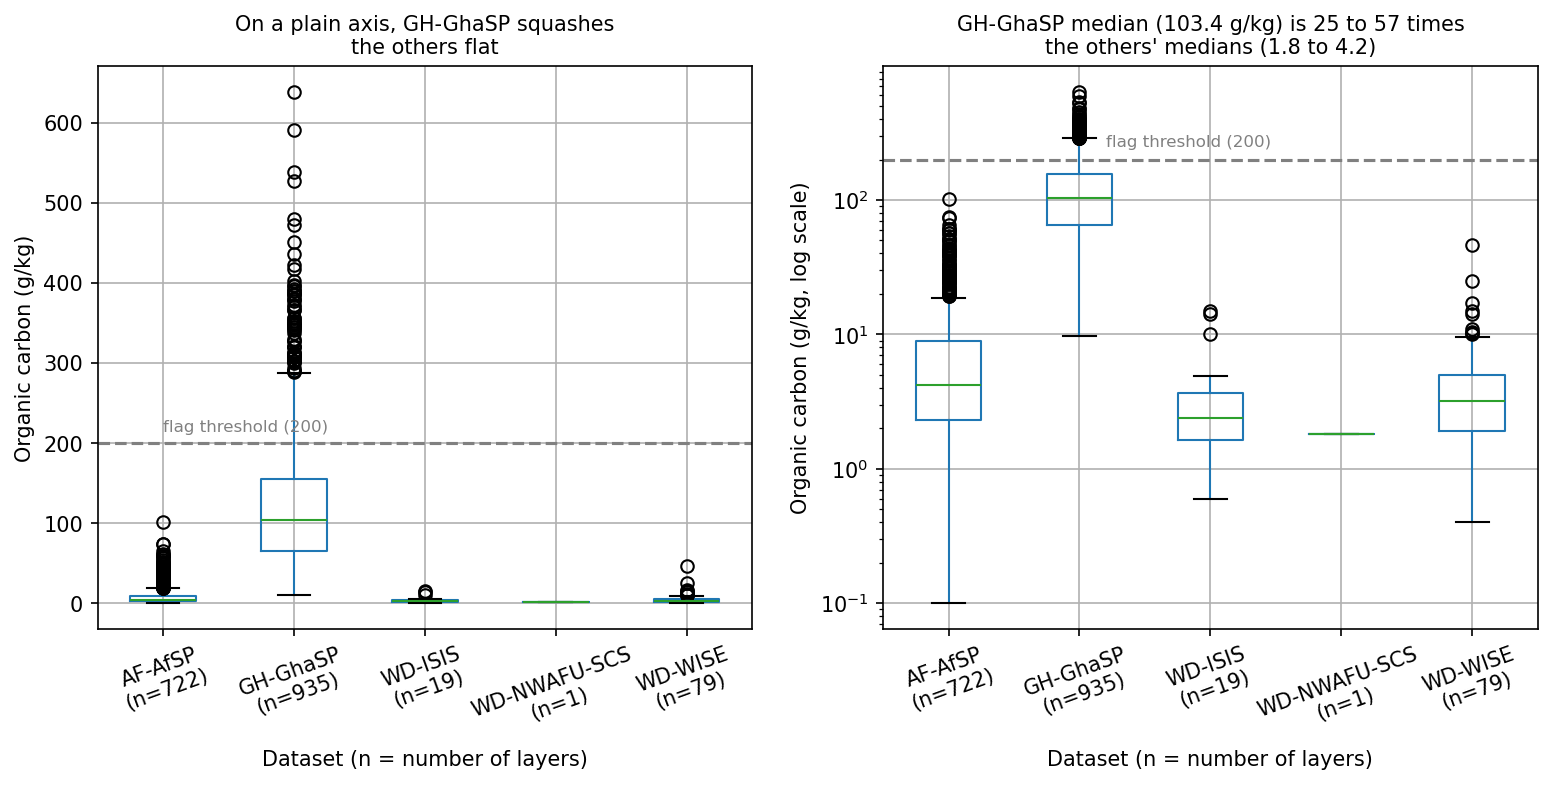 On a plain axis, GH-GhaSP squashes
the others flat
Organic carbon (g/kg)
600
500
400
300
200
100
0
flag threshold (200)
AF-AfSP
(n=722)
GH-GhaSP
(n=935)
WD-ISIS
(n=19)
WD-NWAFU-SCS
(n=1)
WD-WISE
(n=79)
Dataset (n = number of layers)
GH-GhaSP median (103.4 g/kg) is 25 to 57 times
the others' medians (1.8 to 4.2)
Organic carbon (g/kg, log scale)
flag threshold (200)
10²
10¹
10⁰
10⁻¹
AF-AfSP
(n=722)
GH-GhaSP
(n=935)
WD-ISIS
(n=19)
WD-NWAFU-SCS
(n=1)
WD-WISE
(n=79)
Dataset (n = number of layers)